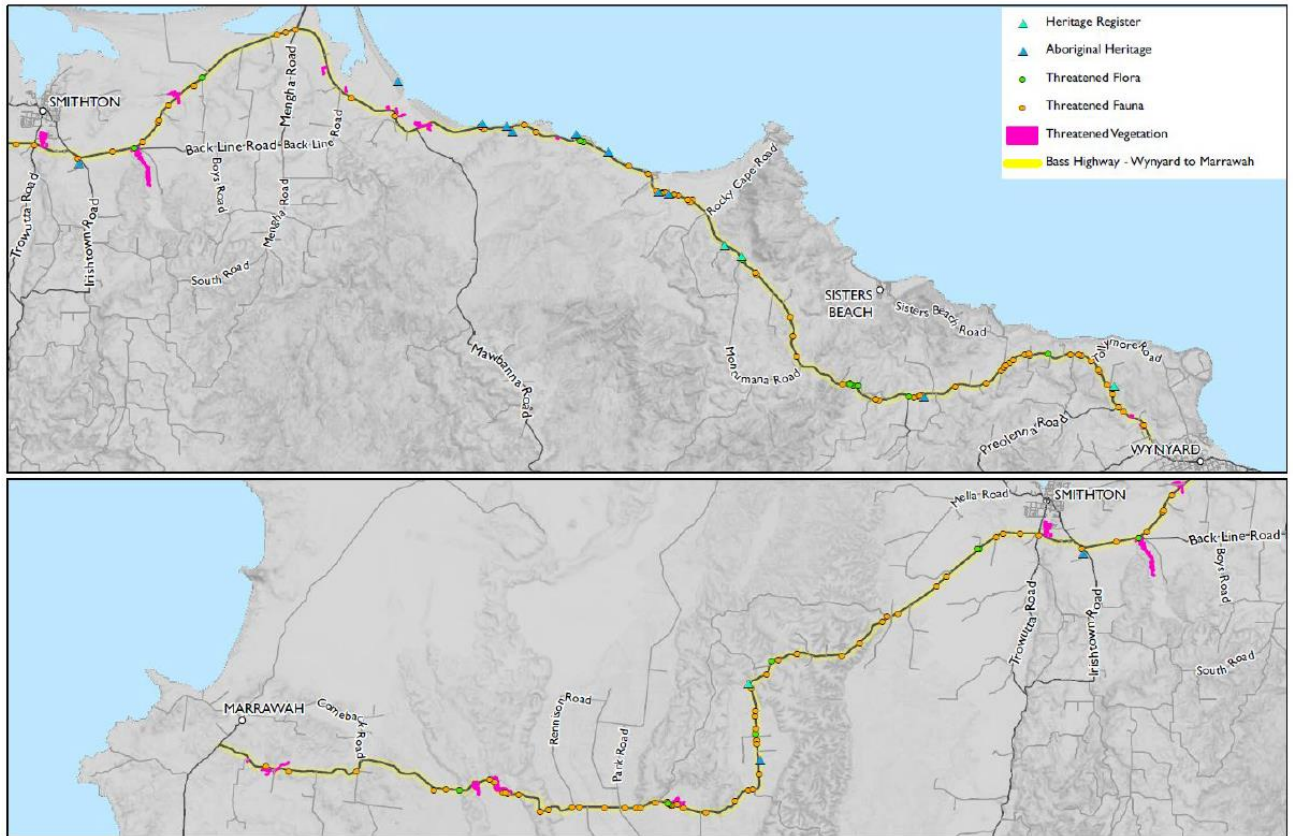 Heritage Register
Aboriginal Heritage
Threatened Flora
Threatened Fauna
Threatened Vegetation
Bass Highway - Wynyard to Marrawah
SMITHTON
Mengha Road
Back Line Road
Back Line Road
Boys Road
Mengha Road
Trowutta Road
Irishtown Road
South Road
Mawbanna Road
Rocky Cape Road
SISTERS
BEACH
Sisters Beach Road
Montumana Road
Tollymore Road
Preolenna Road
WYNYARD
Mella Road
SMITHTON
Back Line Road
Boys Road
Trowutta Road
Irishtown Road
South Road
MARRAWAH
Comeback Road
Rennison Road
Park Road